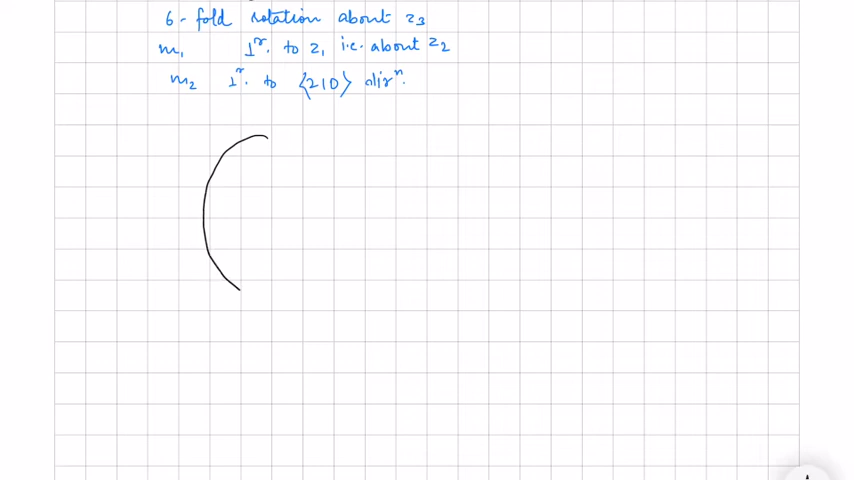 6-fold rotation about z₃
m₁ ⊥ʳ. to z₁ i.e. about z₂
m₂ ⊥ʳ. to ⟨210⟩ dirⁿ.